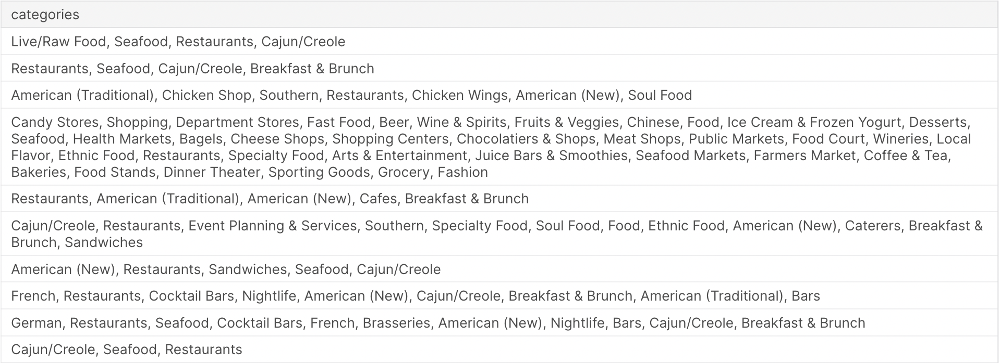 categories
Live/Raw Food, Seafood, Restaurants, Cajun/Creole
Restaurants, Seafood, Cajun/Creole, Breakfast & Brunch
American (Traditional), Chicken Shop, Southern, Restaurants, Chicken Wings, American (New), Soul Food
Candy Stores, Shopping, Department Stores, Fast Food, Beer, Wine & Spirits, Fruits & Veggies, Chinese, Food, Ice Cream & Frozen Yogurt, Desserts,
Seafood, Health Markets, Bagels, Cheese Shops, Shopping Centers, Chocolatiers & Shops, Meat Shops, Public Markets, Food Court, Wineries, Local
Flavor, Ethnic Food, Restaurants, Specialty Food, Arts & Entertainment, Juice Bars & Smoothies, Seafood Markets, Farmers Market, Coffee & Tea,
Bakeries, Food Stands, Dinner Theater, Sporting Goods, Grocery, Fashion
Restaurants, American (Traditional), American (New), Cafes, Breakfast & Brunch
Cajun/Creole, Restaurants, Event Planning & Services, Southern, Specialty Food, Soul Food, Food, Ethnic Food, American (New), Caterers, Breakfast &
Brunch, Sandwiches
American (New), Restaurants, Sandwiches, Seafood, Cajun/Creole
French, Restaurants, Cocktail Bars, Nightlife, American (New), Cajun/Creole, Breakfast & Brunch, American (Traditional), Bars
German, Restaurants, Seafood, Cocktail Bars, French, Brasseries, American (New), Nightlife, Bars, Cajun/Creole, Breakfast & Brunch
Cajun/Creole, Seafood, Restaurants